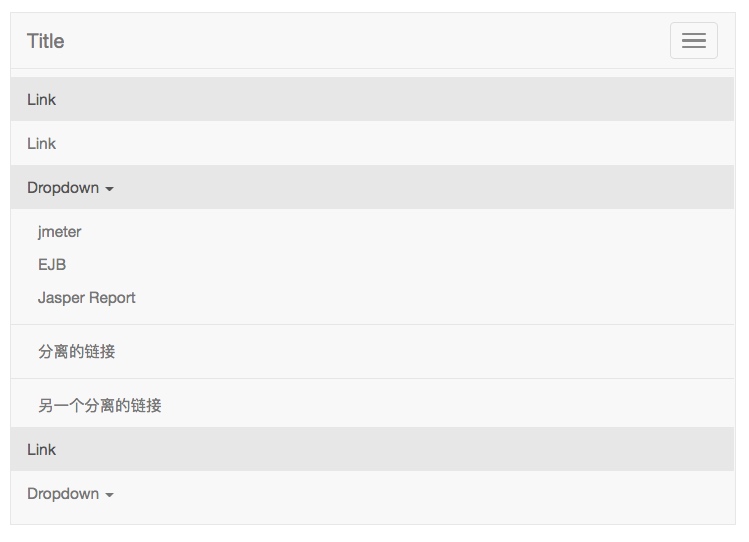 Title
Link
Link
Dropdown
jmeter
EJB
Jasper Report
分离的链接
另一个分离的链接
Link
Dropdown